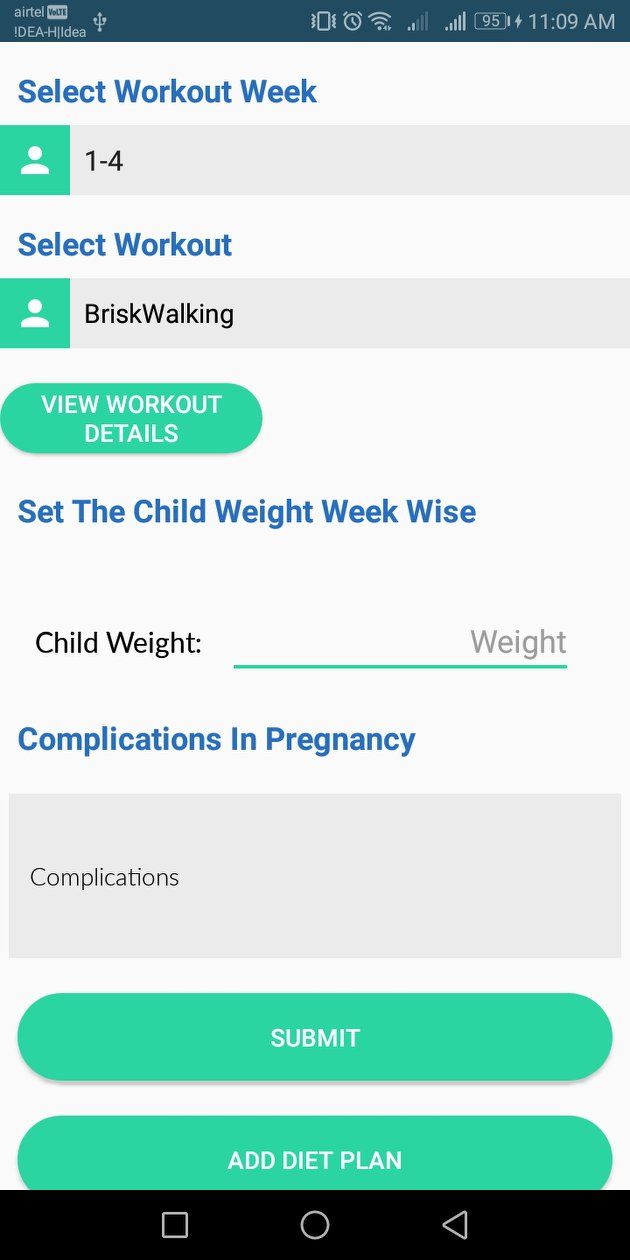 airtel VoLTE
!DEA-H|Idea
95 11:09 AM
Select Workout Week
1-4
Select Workout
BriskWalking
VIEW WORKOUT
DETAILS
Set The Child Weight Week Wise
Child Weight: Weight
Complications In Pregnancy
Complications
SUBMIT
ADD DIET PLAN